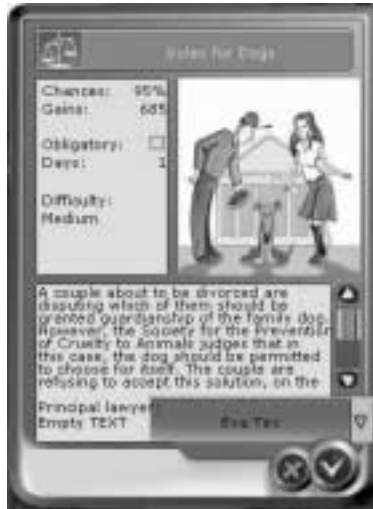 Votes for Dogs
Chances: 95%
Gains: 685
Obligatory:
Days: 1
Difficulty:
Medium
A couple about to be divorced are
disputing which of them should be
granted guardianship of the family dog.
However, the Society for the Prevention
of Cruelty to Animals judges that in
this case, the dog should be permitted
to choose for itself. The couple are
refusing to accept this solution, on the
Principal lawyer:
Empty TEXT
Eva Tec